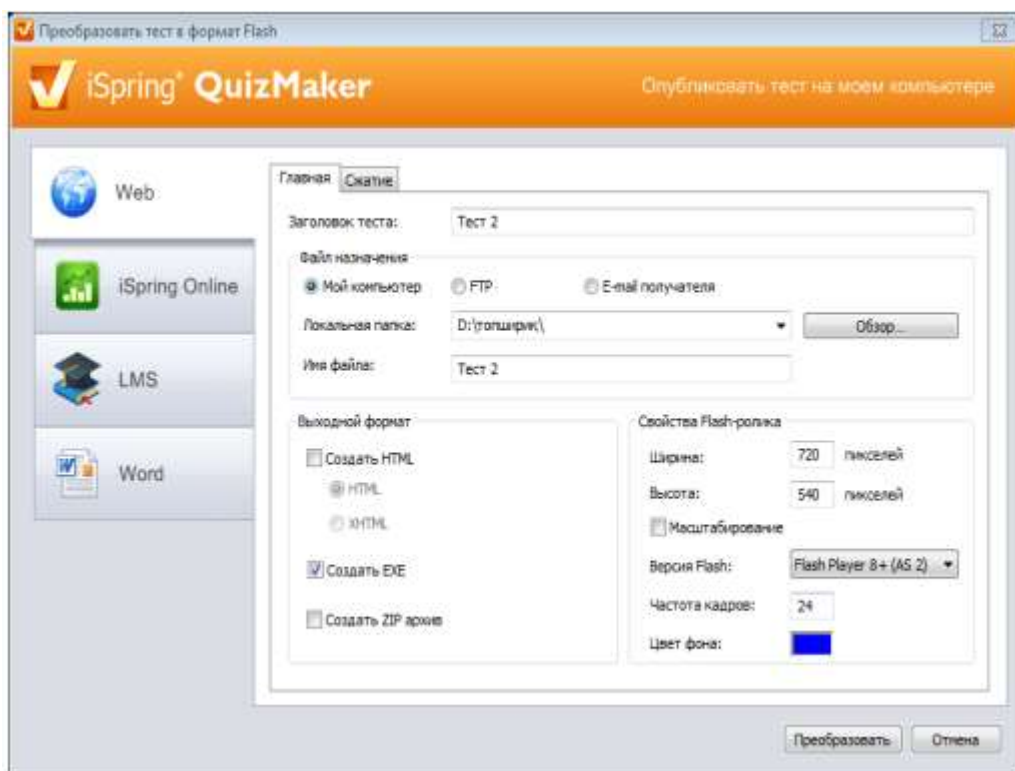 Преобразовать тест в формат Flash
iSpring® QuizMaker
Опубликовать тест на моем компьютере
Web
iSpring Online
LMS
Word
Главная
Сжатие
Заголовок теста: Тест 2
Файл назначения
Мой компьютер FTP E-mail получателя
Локальная папка: D:\топширик\ Обзор...
Имя файла: Тест 2
Выходной формат
Создать HTML
HTML
XHTML
Создать EXE
Создать ZIP архив
Свойства Flash-ролика
Ширина: 720 пикселей
Высота: 540 пикселей
Масштабирование
Версия Flash: Flash Player 8+ (AS 2)
Частота кадров: 24
Цвет фона:
Преобразовать Отмена